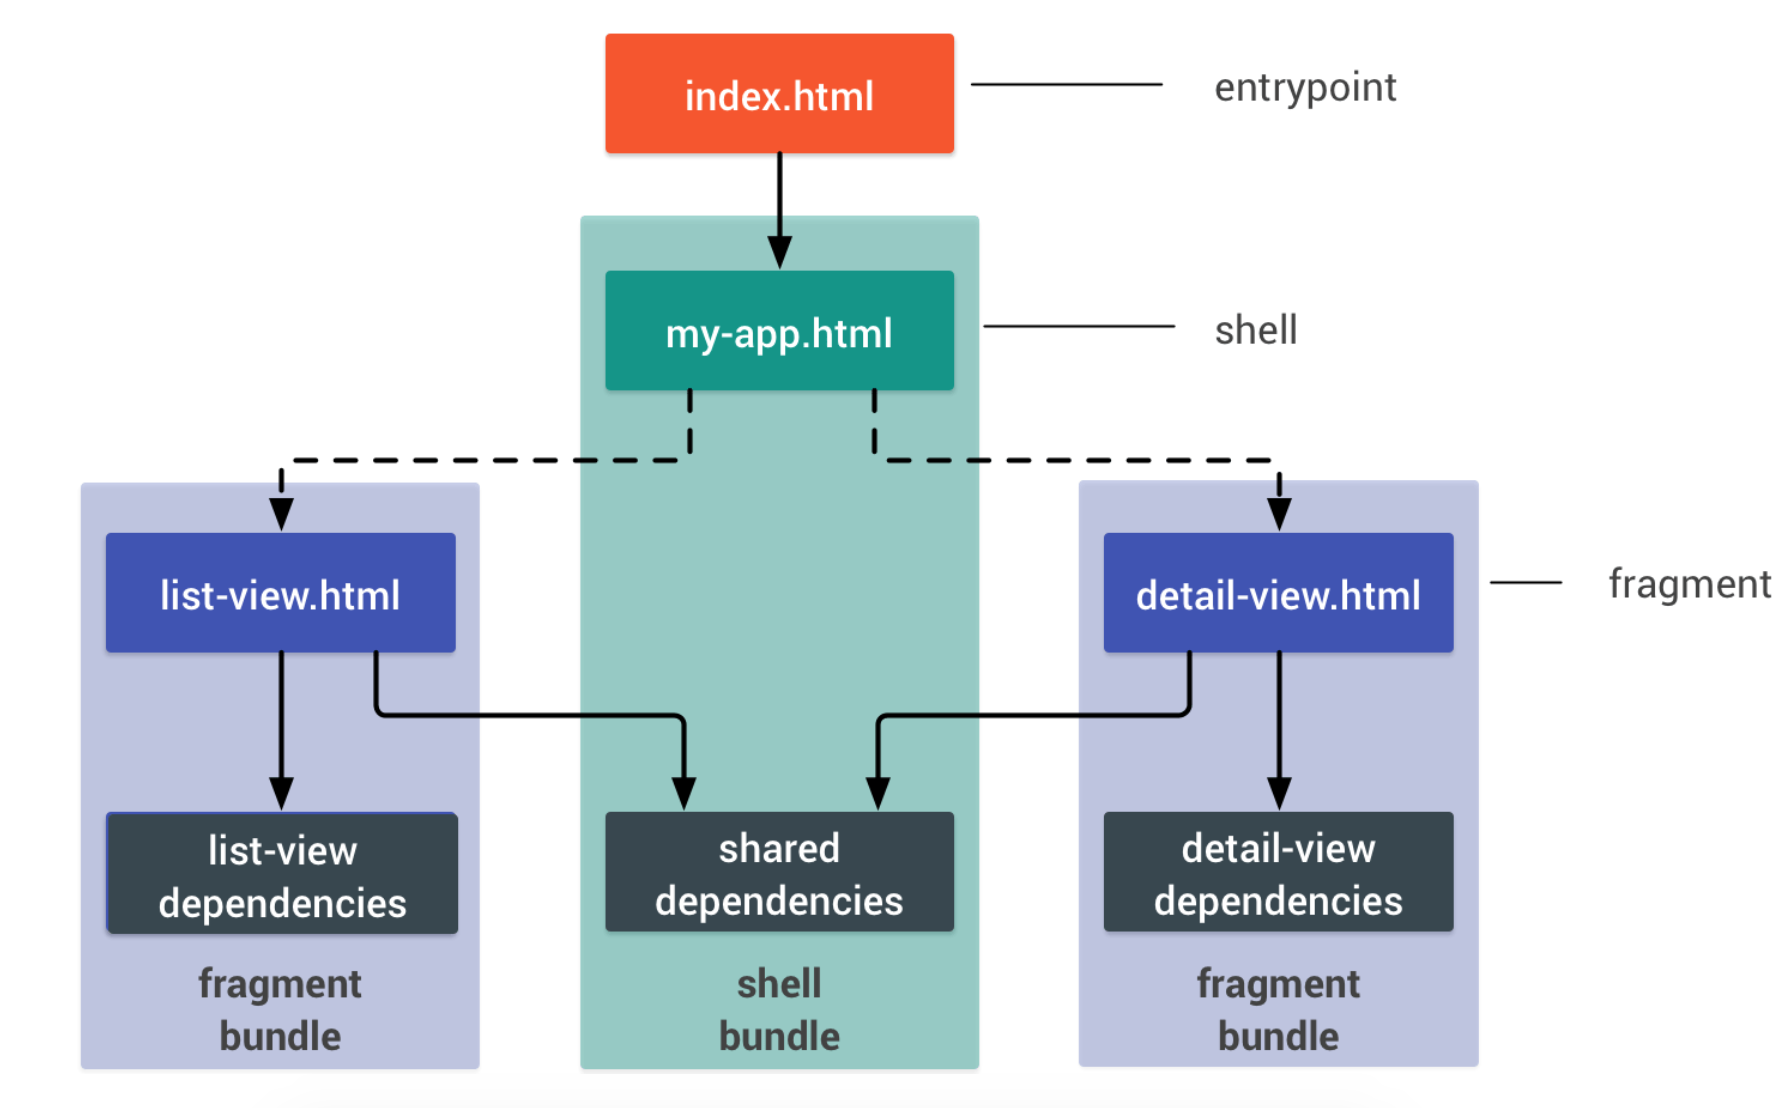 index.html
entrypoint
my-app.html
shell
list-view.html
detail-view.html
fragment
list-view
dependencies
shared
dependencies
detail-view
dependencies
fragment
bundle
shell
bundle
fragment
bundle